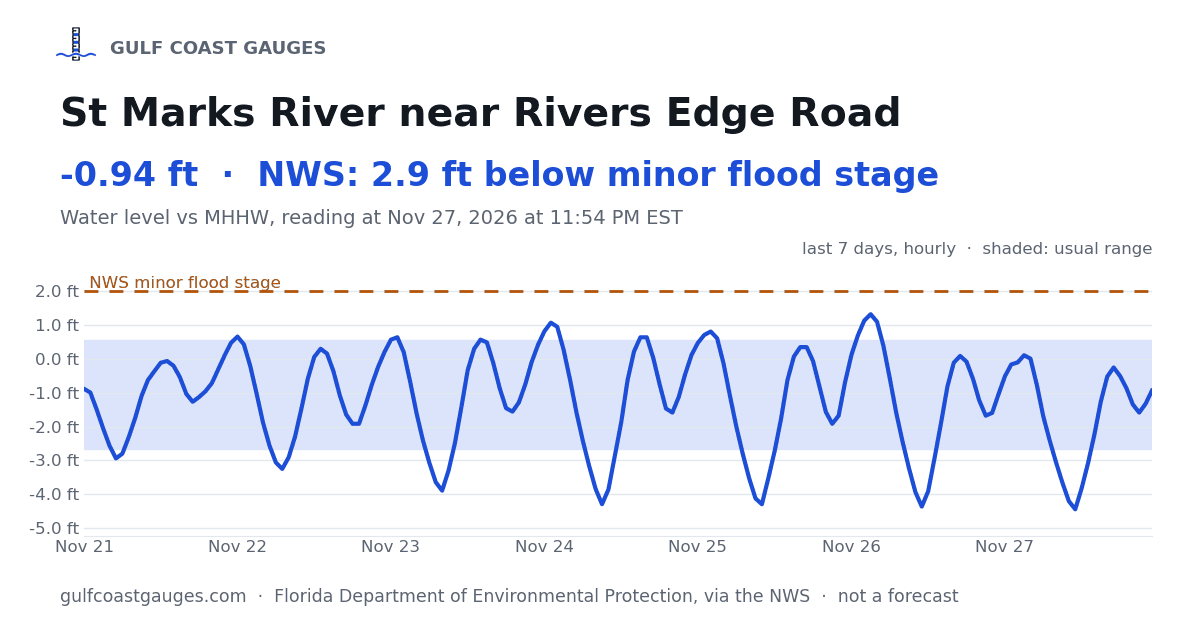 GULF COAST GAUGES
St Marks River near Rivers Edge Road
-0.94 ft · NWS: 2.9 ft below minor flood stage
Water level vs MHHW, reading at Nov 27, 2026 at 11:54 PM EST
last 7 days, hourly · shaded: usual range
NWS minor flood stage
2.0 ft
1.0 ft
0.0 ft
-1.0 ft
-2.0 ft
-3.0 ft
-4.0 ft
-5.0 ft
Nov 21 Nov 22 Nov 23 Nov 24 Nov 25 Nov 26 Nov 27
gulfcoastgauges.com · Florida Department of Environmental Protection, via the NWS · not a forecast